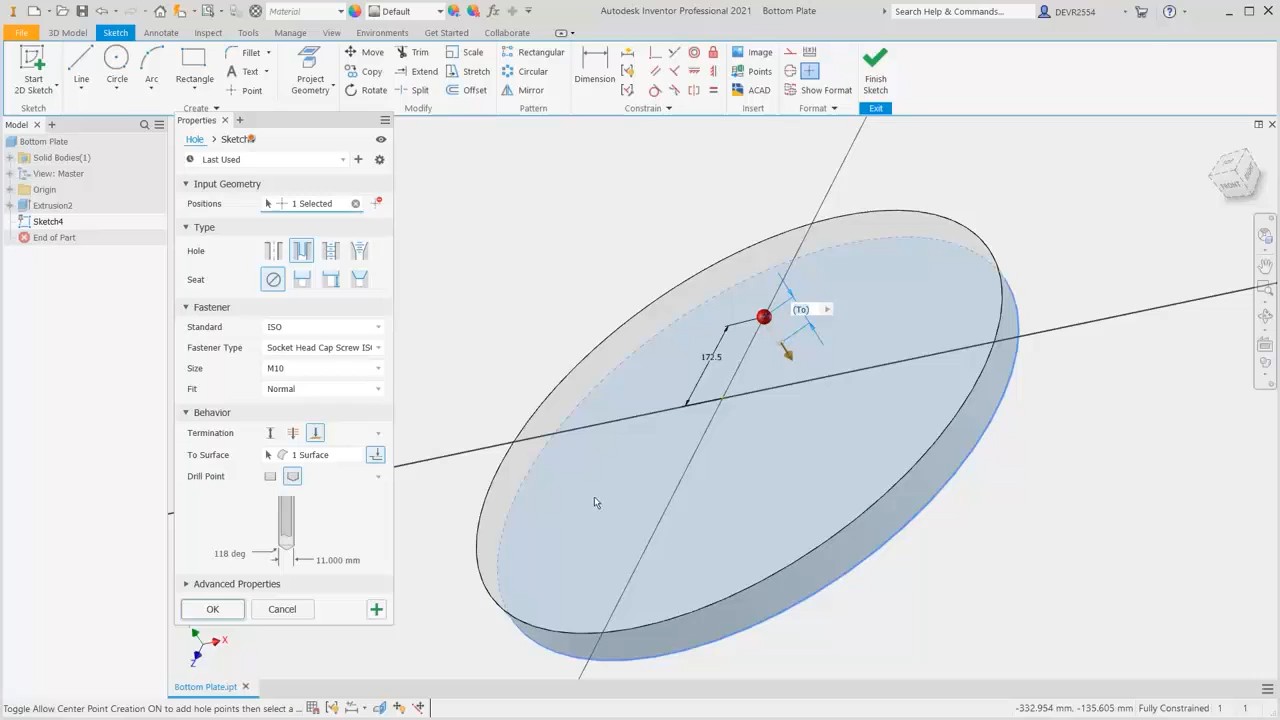 Material
Default
Autodesk Inventor Professional 2021
Bottom Plate
Search Help & Commands...
DEVR2554
File
3D Model
Sketch
Annotate
Inspect
Tools
Manage
View
Environments
Get Started
Collaborate
Start
2D Sketch
Line
Circle
Arc
Rectangle
Fillet
Text
Point
Project
Geometry
Move
Copy
Rotate
Trim
Extend
Split
Scale
Stretch
Offset
Rectangular
Circular
Mirror
Dimension
Image
Points
ACAD
Show Format
Finish
Sketch
Sketch
Create
Modify
Pattern
Constrain
Insert
Format
Exit
Model
Bottom Plate
Solid Bodies(1)
View: Master
Origin
Extrusion2
Sketch4
End of Part
Properties
Hole
Last Used
Input Geometry
Positions
1 Selected
Type
Hole
Seat
Fastener
Standard
ISO
Fastener Type
Size
M10
Fit
Normal
Behavior
Termination
To Surface
1 Surface
Drill Point
118 deg
11.000 mm
Advanced Properties
OK
Cancel
FRONT
(To)
172.5
X
Z
Bottom Plate.ipt
Toggle Allow Center Point Creation ON to add hole points then select a ...
-332.954 mm, -135.605 mm
Fully Constrained
1
1